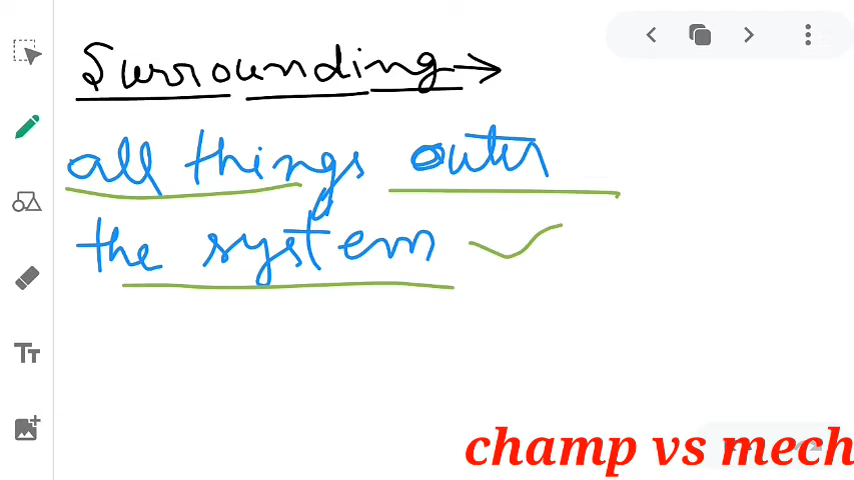 Surrounding →
all things outer
the system
champ vs mech